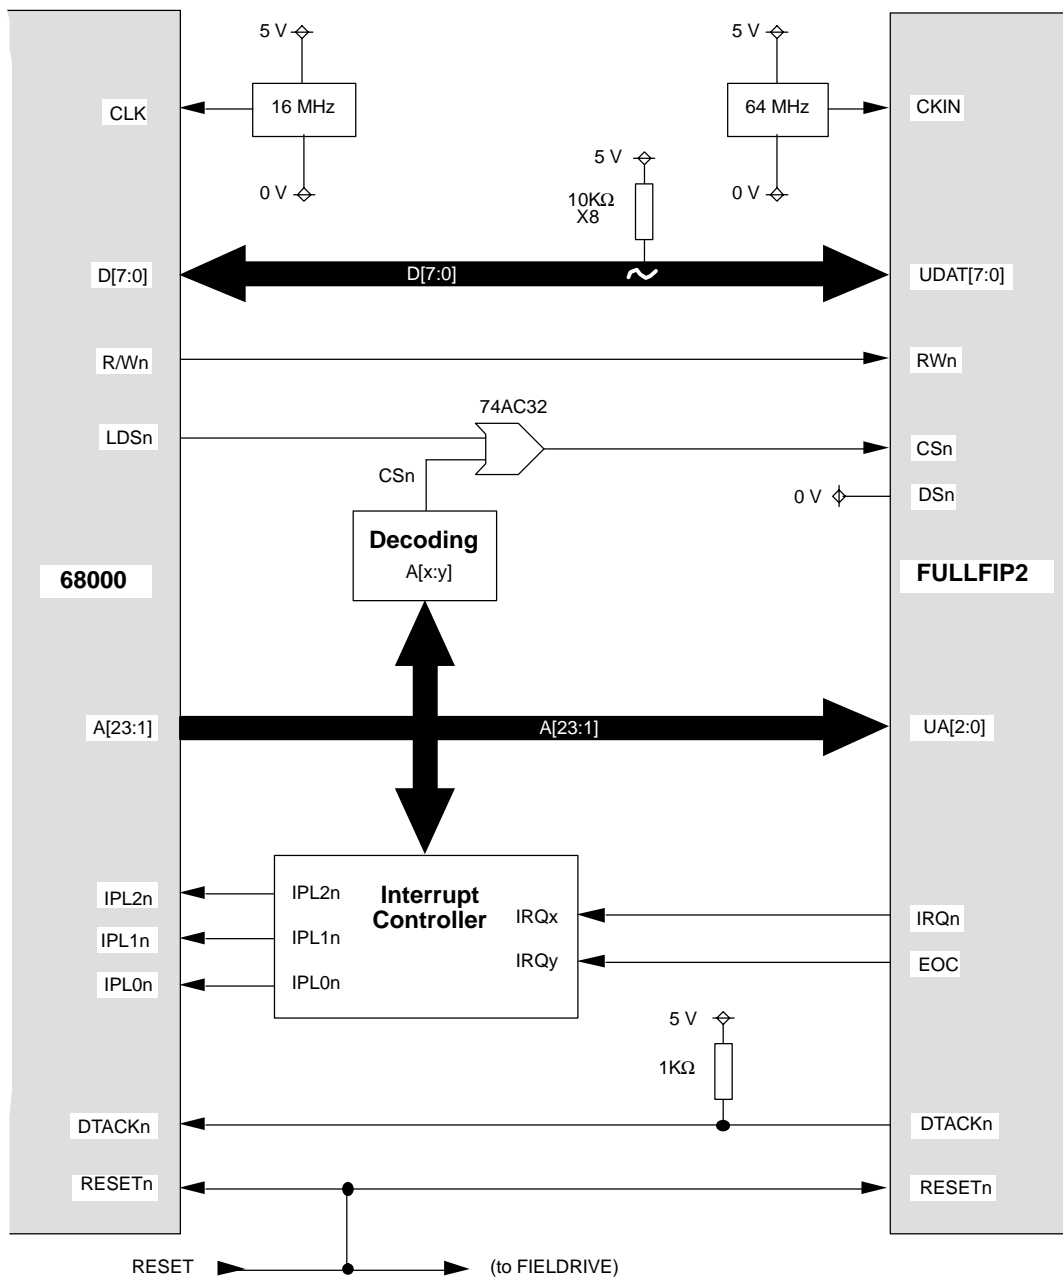 5 V
5 V
CLK
16 MHz
64 MHz
CKIN
5 V
0 V
10KΩ
X8
0 V
D[7:0]
D[7:0]
UDAT[7:0]
R/Wn
RWn
74AC32
LDSn
CSn
CSn
0 V
DSn
Decoding
A[x:y]
68000
FULLFIP2
A[23:1]
A[23:1]
UA[2:0]
IPL2n
IPL2n
Interrupt
Controller
IRQx
IRQn
IPL1n
IPL1n
IRQy
EOC
IPL0n
IPL0n
5 V
1KΩ
DTACKn
DTACKn
RESETn
RESETn
RESET
(to FIELDRIVE)